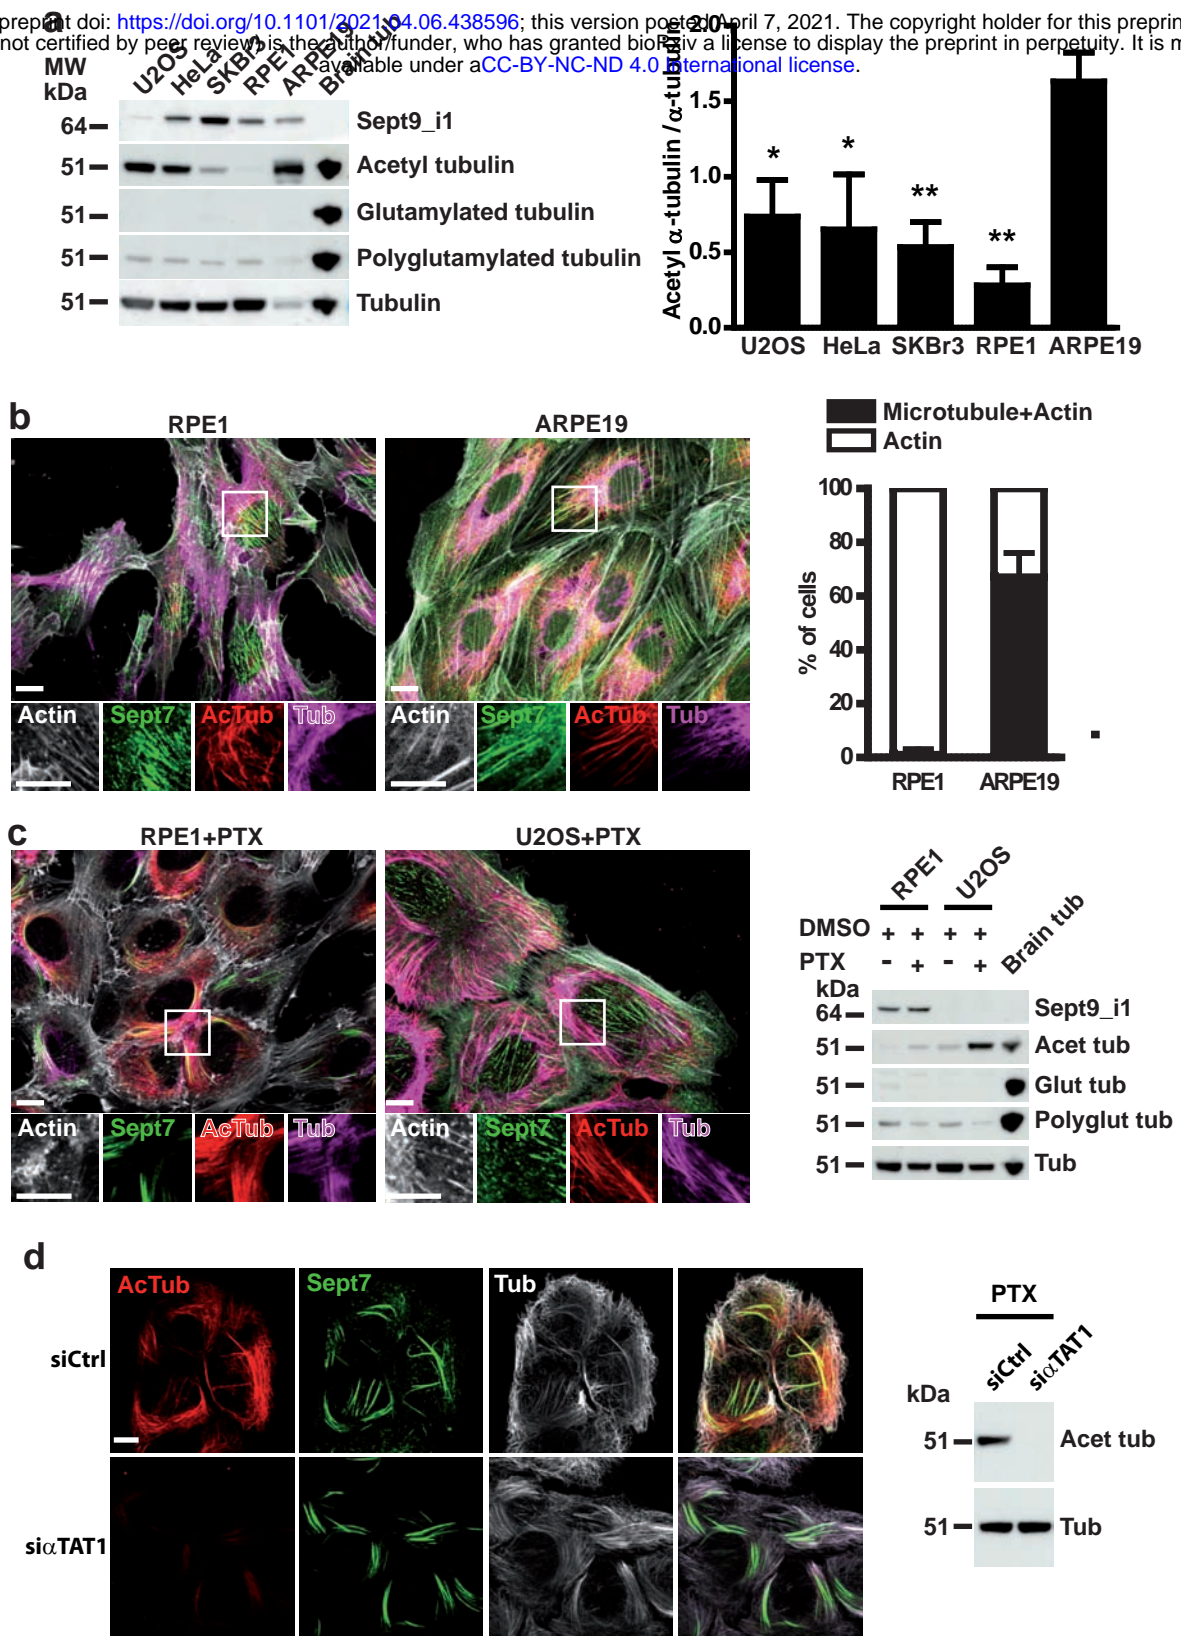 preprint doi: https://doi.org/10.1101/2021.04.06.438596; this version posted April 7, 2021. The copyright holder for this preprin
not certified by peer review) is the author/funder, who has granted bioRxiv a license to display the preprint in perpetuity. It is m
available under aCC-BY-NC-ND 4.0 International license.
a
MW
kDa
U2OS
HeLa
SKBr3
RPE1
ARPE19
Brain tub
64
Sept9_i1
51
Acetyl tubulin
51
Glutamylated tubulin
51
Polyglutamylated tubulin
51
Tubulin
Acetyl α-tubulin / α-tubulin
2.0
1.5
1.0
0.5
0.0
*
*
**
**
U2OS HeLa SKBr3 RPE1 ARPE19
b
RPE1
ARPE19
Actin Sept7 AcTub Tub
Actin Sept7 AcTub Tub
Microtubule+Actin
Actin
% of cells
100
80
60
40
20
0
RPE1 ARPE19
c
RPE1+PTX
U2OS+PTX
Actin Sept7 AcTub Tub
Actin Sept7 AcTub Tub
RPE1
U2OS
Brain tub
DMSO + + + +
PTX - + - +
kDa
64
Sept9_i1
51
Acet tub
51
Glut tub
51
Polyglut tub
51
Tub
d
AcTub Sept7 Tub
siCtrl
siαTAT1
PTX
siCtrl
siαTAT1
kDa
51
Acet tub
51
Tub